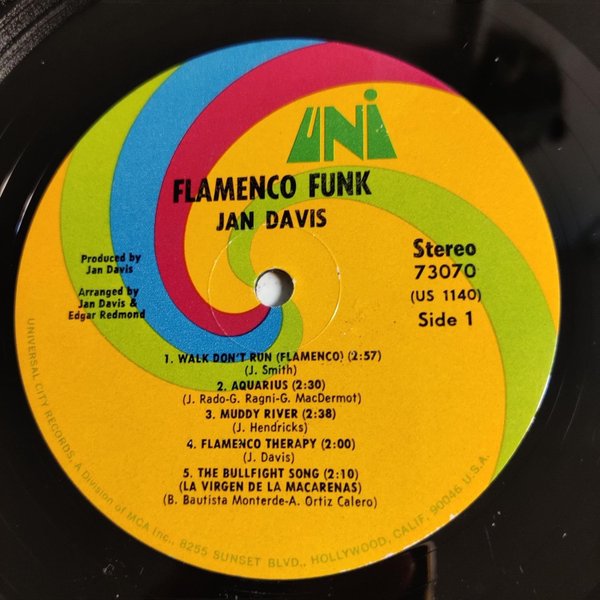 UNI
FLAMENCO FUNK
JAN DAVIS
Produced by
Jan Davis
Arranged by
Jan Davis &
Edgar Redmond
Stereo
73070
(US 1140)
Side 1
1. WALK DON'T RUN (FLAMENCO) (2:57)
(J. Smith)
2. AQUARIUS (2:30)
(J. Rado-G. Ragni-G. MacDermot)
3. MUDDY RIVER (2:38)
(J. Hendricks)
4. FLAMENCO THERAPY (2:00)
(J. Davis)
5. THE BULLFIGHT SONG (2:10)
(LA VIRGEN DE LA MACARENAS)
(B. Bautista Monterde-A. Ortiz Calero)
UNIVERSAL CITY RECORDS, A Division of MCA Inc., 8255 SUNSET BLVD., HOLLYWOOD, CALIF. 90046 U.S.A.